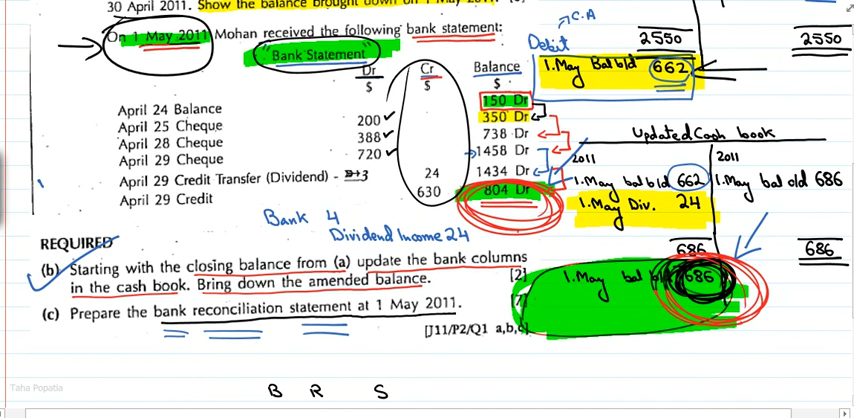 30 April 2011. Show the balance brought down on 1 May 2011.
On 1 May 2011 Mohan received the following bank statement:
"Bank Statement"
Debit → C.A
2550
2550
1.May Bal b/d 662
Dr Cr Balance
$ $ $
April 24 Balance 150 Dr
April 25 Cheque 200 350 Dr
April 28 Cheque 388 738 Dr
April 29 Cheque 720 1458 Dr
April 29 Credit Transfer (Dividend) - 24 1434 Dr
April 29 Credit 630 804 Dr
Updated Cash book
2011 2011
1.May bal b/d 662 1.May bal c/d 686
1.May Div. 24
686 686
1.May bal b/d 686
Bank 4
Dividend Income 24
REQUIRED
(b) Starting with the closing balance from (a) update the bank columns
in the cash book. Bring down the amended balance. [2]
(c) Prepare the bank reconciliation statement at 1 May 2011. [7]
[J11/P2/Q1 a,b,c]
Taha Popatia
B R S